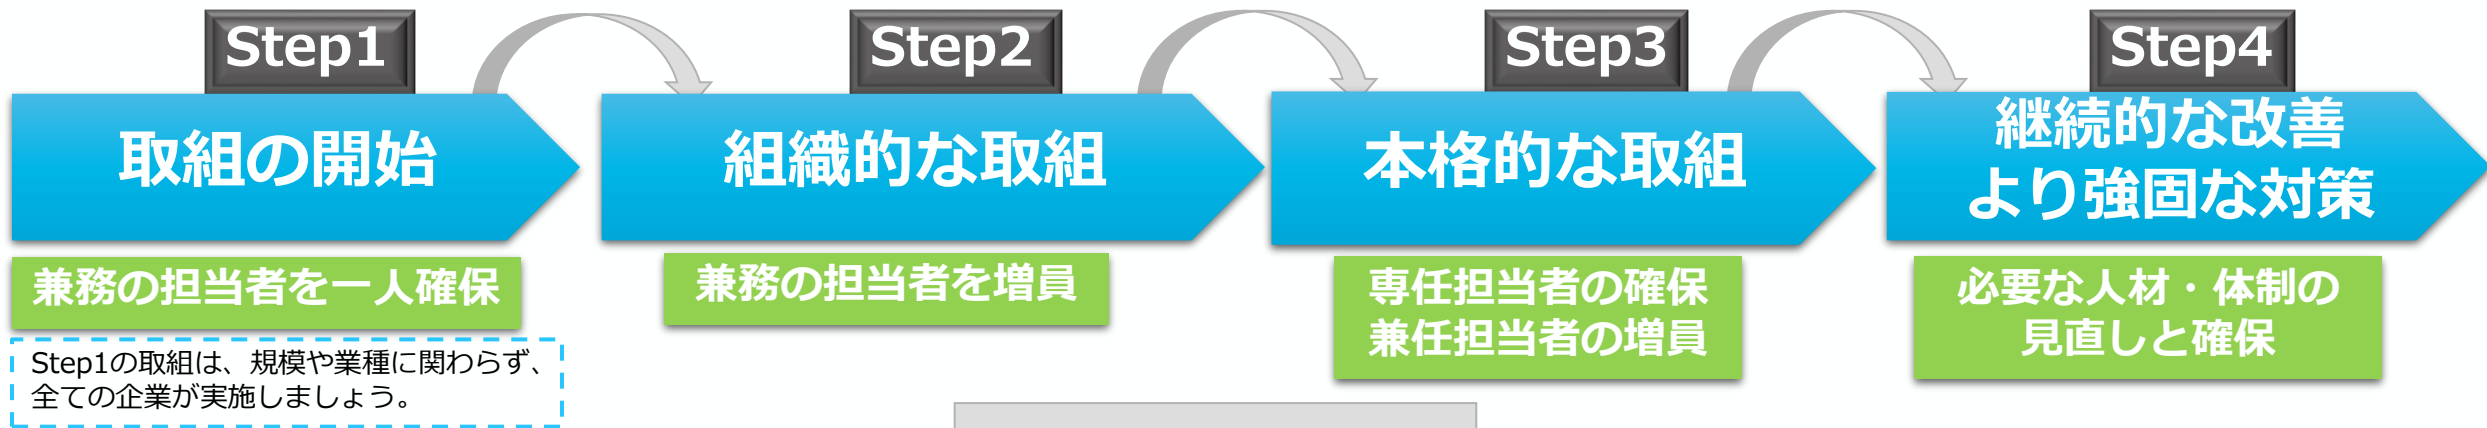 Step1
取組の開始
兼務の担当者を一人確保
Step1の取組は、規模や業種に関わらず、
全ての企業が実施しましょう。
Step2
組織的な取組
兼務の担当者を増員
Step3
本格的な取組
専任担当者の確保
兼任担当者の増員
Step4
継続的な改善
より強固な対策
必要な人材・体制の
見直しと確保